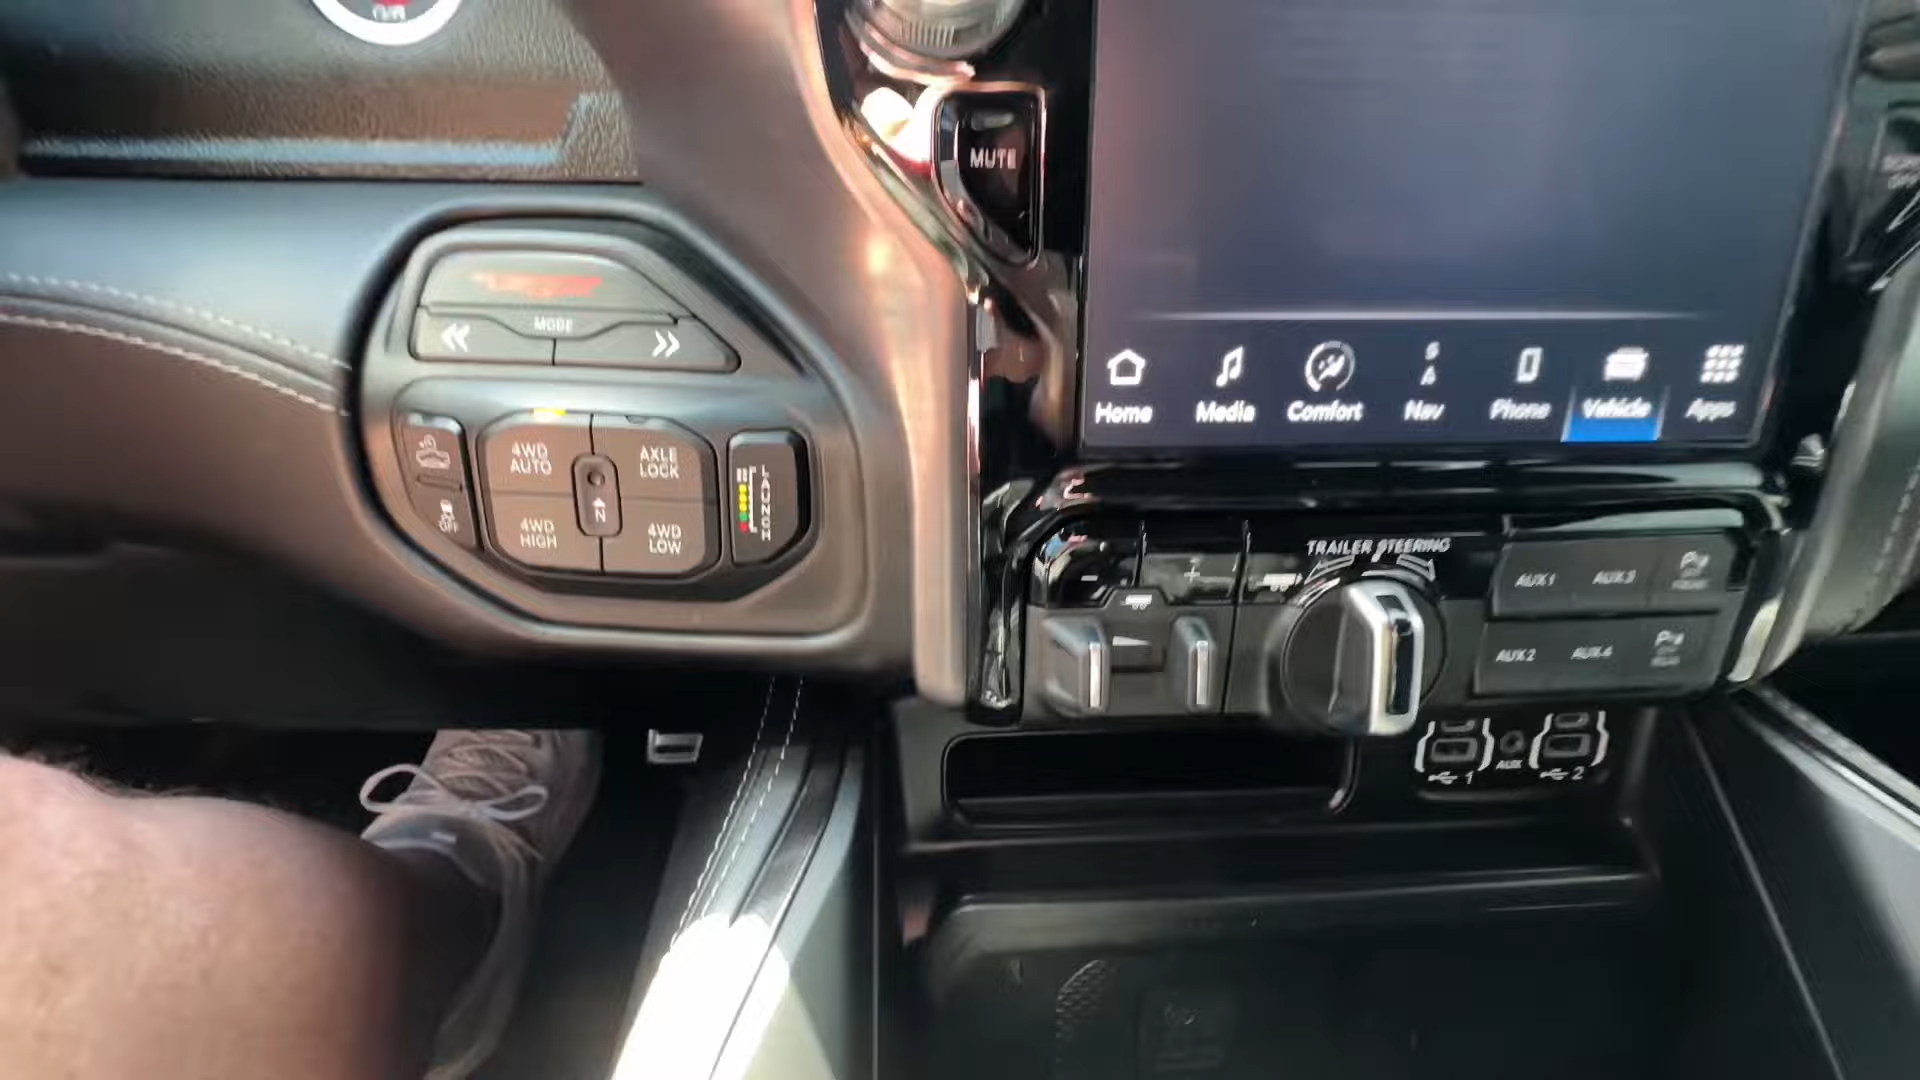 MUTE
MODE
4WD
AUTO
AXLE
LOCK
4WD
HIGH
N
4WD
LOW
LAUNCH
OFF
Home
Media
Comfort
Nav
Phone
Vehicle
Apps
TRAILER STEERING
AUX1
AUX3
AUX2
AUX4
1
AUX
2